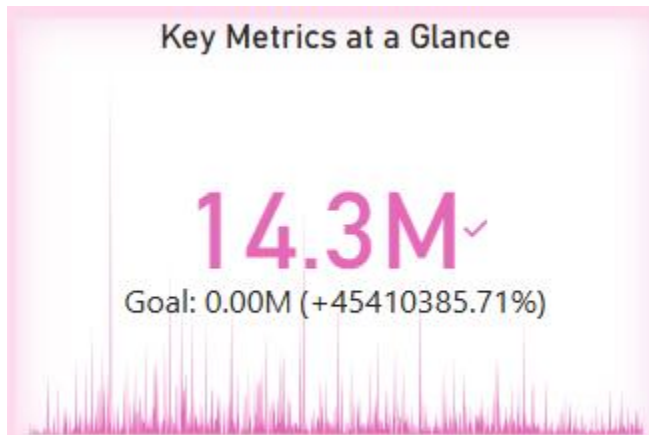 Key Metrics at a Glance
14.3M✓
Goal: 0.00M (+45410385.71%)